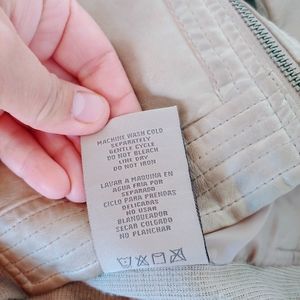 MACHINE WASH COLD
SEPARATELY
GENTLE CYCLE
DO NOT BLEACH
LINE DRY
DO NOT IRON
LAVAR A MAQUINA EN
AGUA FRIA POR
SEPARADO
CICLO PARA PRENDAS
DELICADAS
NO USAR
BLANQUEADOR
SECAR COLGADO
NO PLANCHAR